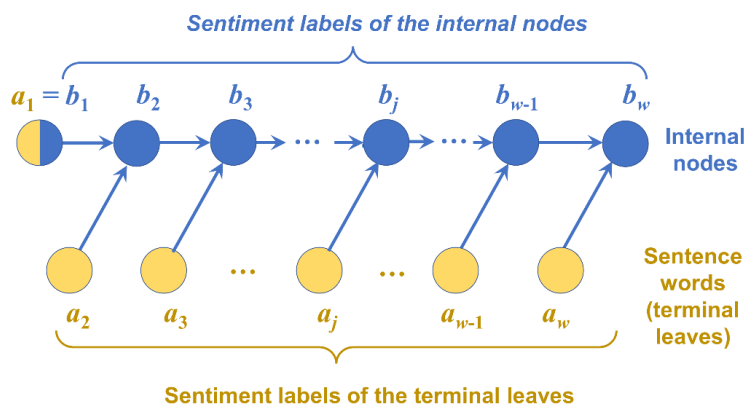 Sentiment labels of the internal nodes
a1 = b1 b2 b3 bj bw-1 bw
... ...
Internal
nodes
Sentence
words
(terminal
leaves)
... ...
a2 a3 aj aw-1 aw
Sentiment labels of the terminal leaves